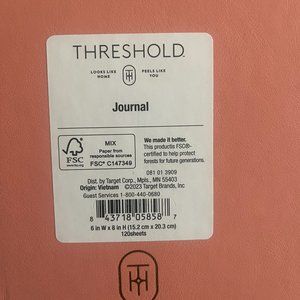 THRESHOLD™
LOOKS LIKE HOME
FEELS LIKE YOU
Journal
FSC
www.fsc.org
MIX
Paper from
responsible sources
FSC® C147349
We made it better.
This product is FSC®-
certified to help protect
forests for future generations.
081 01 3909
Dist. by Target Corp., Mpls., MN 55403
Origin: Vietnam ©2023 Target Brands, Inc
Guest Services 1-800-440-0680
8 43718 05858 7
6 in W x 8 in H (15.2 cm x 20.3 cm)
120sheets